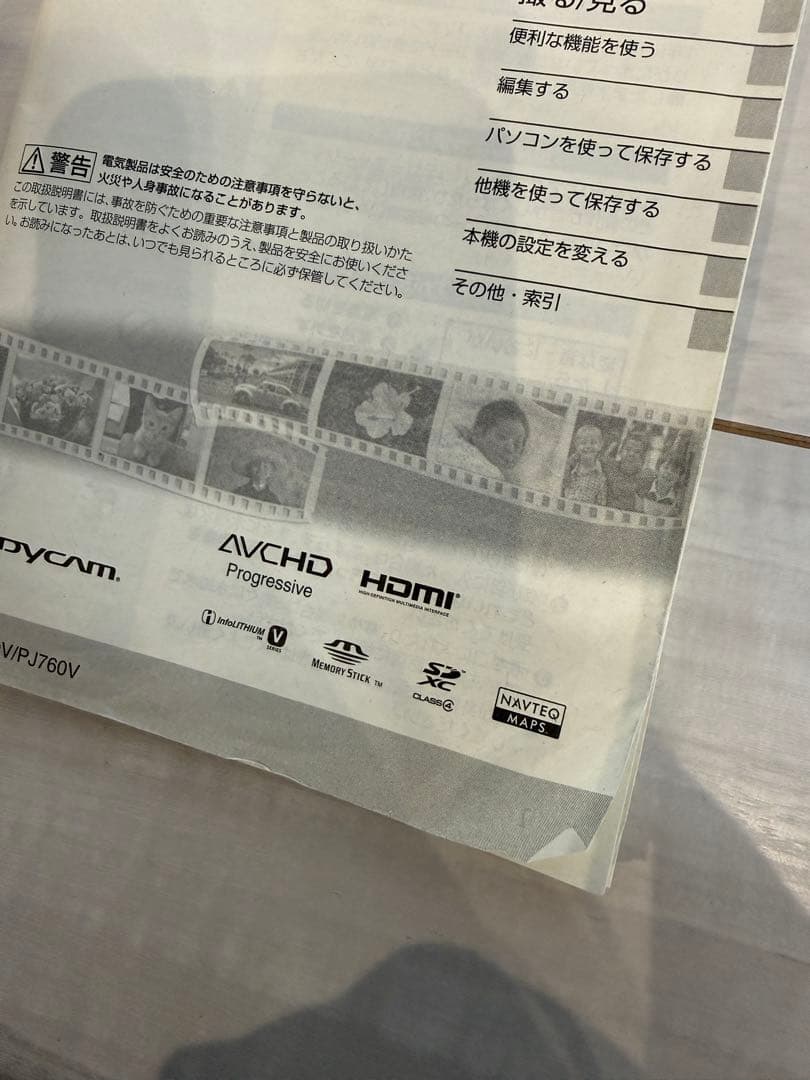 撮る/見る
便利な機能を使う
編集する
パソコンを使って保存する
他機を使って保存する
本機の設定を変える
その他・索引
警告
電気製品は安全のための注意事項を守らないと、
火災や人身事故になることがあります。
この取扱説明書には、事故を防ぐための重要な注意事項と製品の取り扱いかた
を示しています。取扱説明書をよくお読みのうえ、製品を安全にお使いくださ
い。お読みになったあとは、いつでも見られるところに必ず保管してください。
DYCAM®
AVCHD
Progressive
HDMI®
HIGH-DEFINITION MULTIMEDIA INTERFACE
InfoLITHIUM™ V
SERIES
MEMORY STICK™
SD XC™
CLASS④
NAVTEQ
MAPS
V/PJ760V